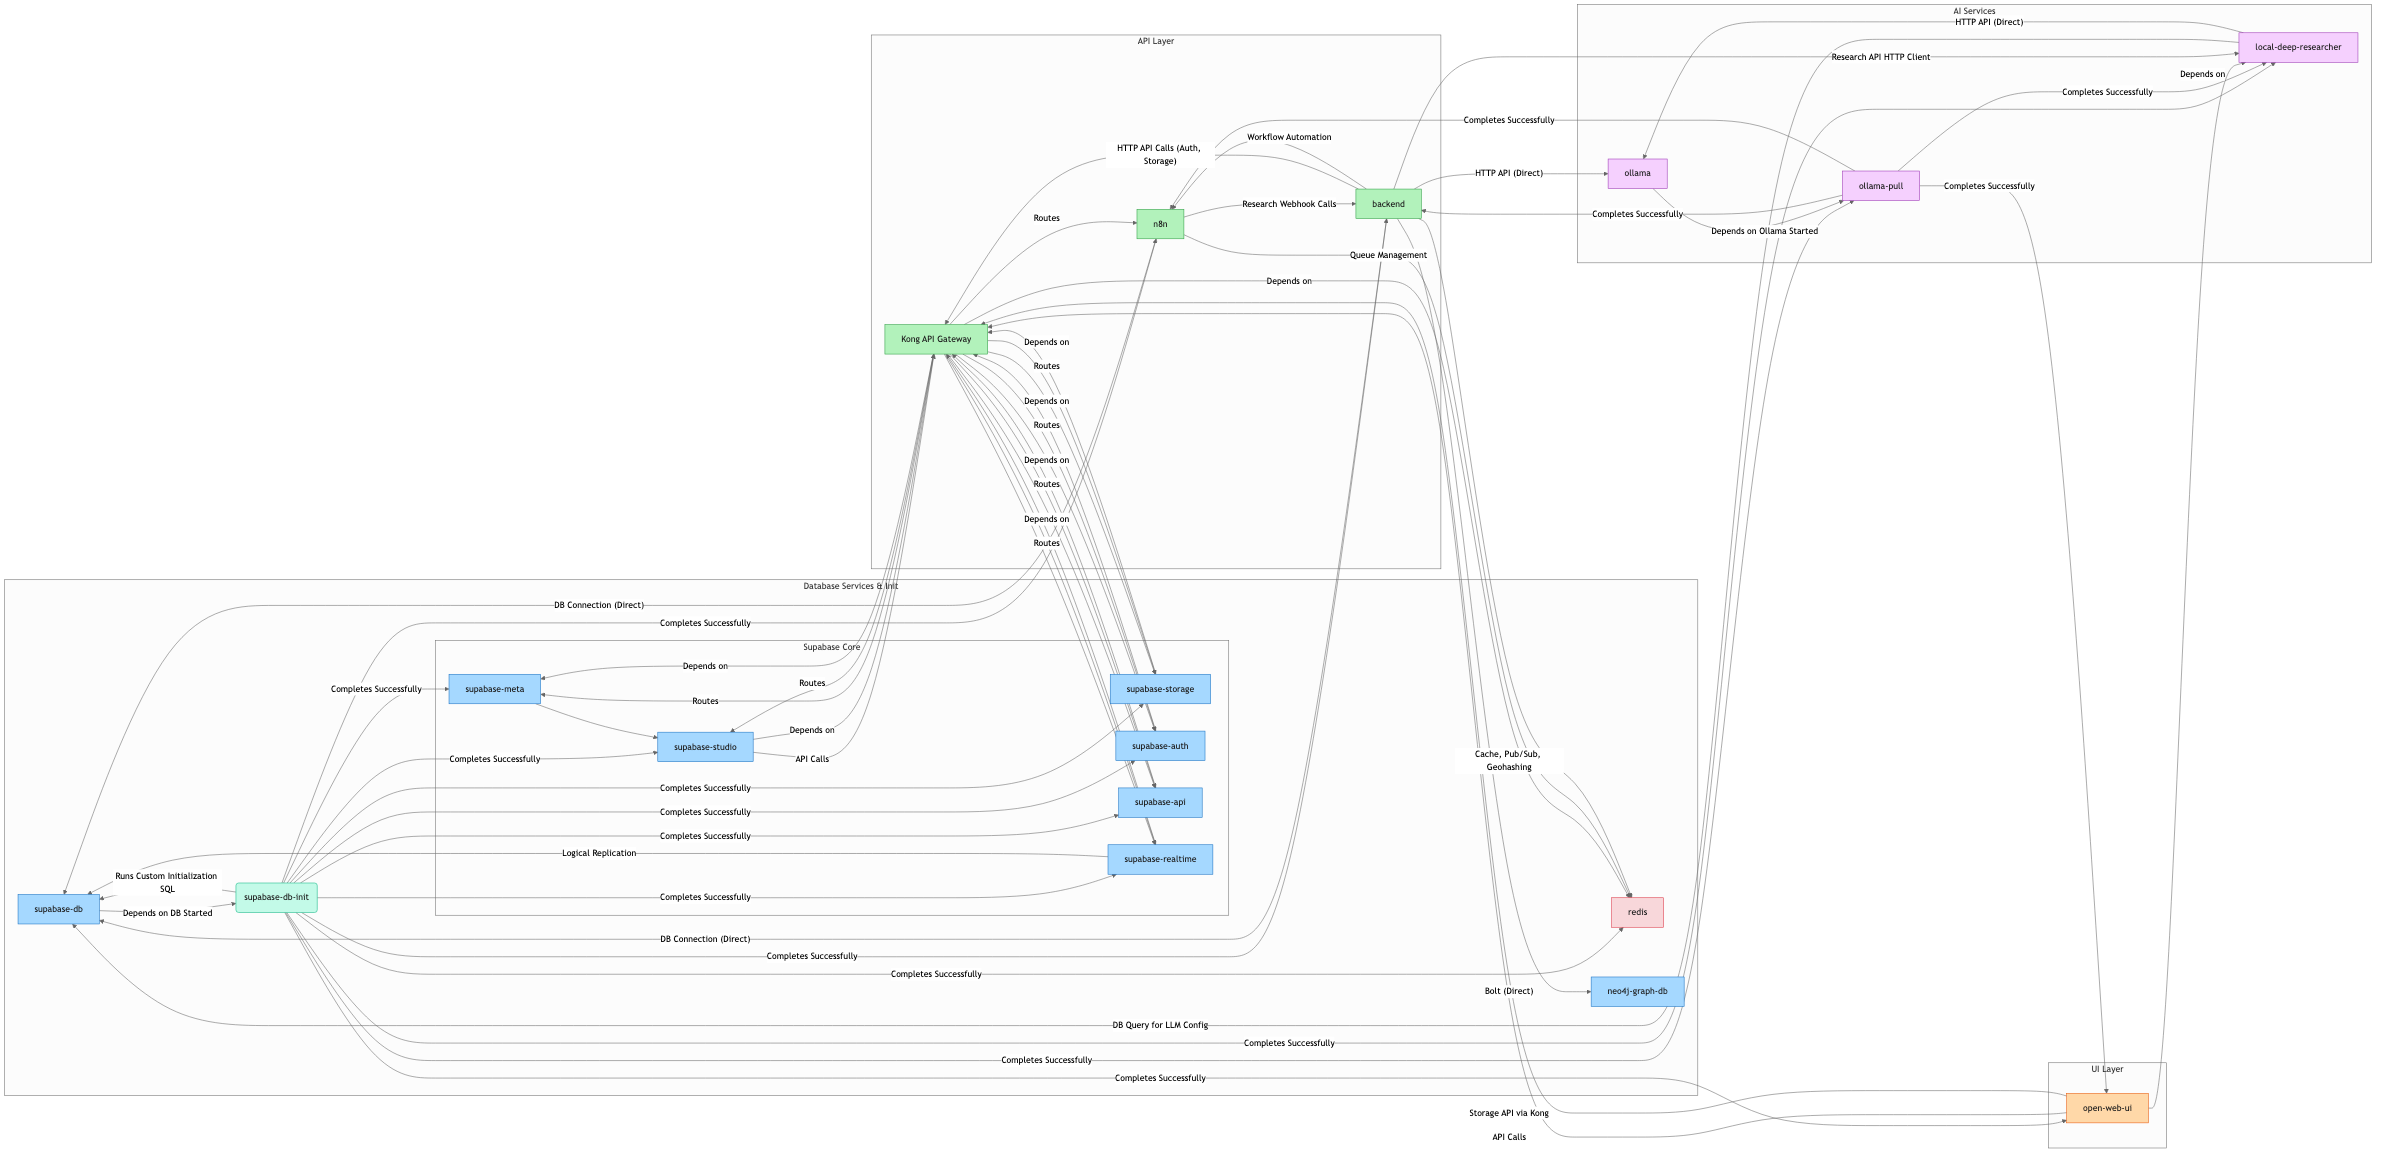 AI Services
HTTP API (Direct)
local-deep-researcher
API Layer
Research API HTTP Client
Depends on
Completes Successfully
Completes Successfully
Workflow Automation
HTTP API Calls (Auth,
Storage)
HTTP API (Direct)
ollama
ollama-pull
Completes Successfully
backend
Research Webhook Calls
Completes Successfully
Routes
n8n
Depends on Ollama Started
Queue Management
Depends on
Kong API Gateway
Depends on
Routes
Depends on
Routes
Depends on
Routes
Depends on
Routes
Database Services & Init
DB Connection (Direct)
Completes Successfully
Supabase Core
Depends on
Completes Successfully
supabase-meta
Routes
Routes
supabase-storage
Depends on
supabase-studio
supabase-auth
Completes Successfully
API Calls
Cache, Pub/Sub,
Geohashing
Completes Successfully
supabase-api
Completes Successfully
Completes Successfully
Logical Replication
supabase-realtime
Runs Custom Initialization
SQL
supabase-db-init
Completes Successfully
supabase-db
Depends on DB Started
redis
DB Connection (Direct)
Completes Successfully
Completes Successfully
Bolt (Direct)
neo4j-graph-db
DB Query for LLM Config
Completes Successfully
Completes Successfully
UI Layer
Completes Successfully
open-web-ui
Storage API via Kong
API Calls